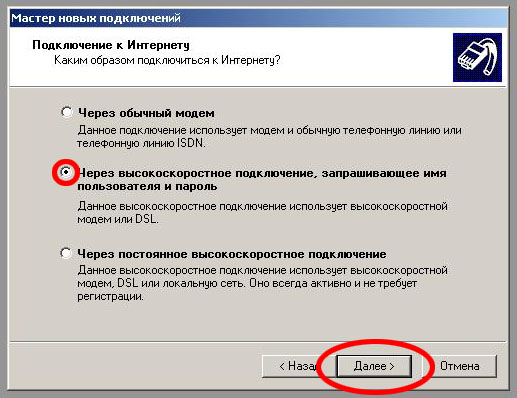 Мастер новых подключений
Подключение к Интернету
Каким образом подключиться к Интернету?
Через обычный модем
Данное подключение использует модем и обычную телефонную линию или
телефонную линию ISDN.
Через высокоскоростное подключение, запрашивающее имя
пользователя и пароль
Данное высокоскоростное подключение использует высокоскоростной
модем или DSL.
Через постоянное высокоскоростное подключение
Данное высокоскоростное подключение использует высокоскоростной
модем, DSL или локальную сеть. Оно всегда активно и не требует
регистрации.
< Назад
Далее >
Отмена